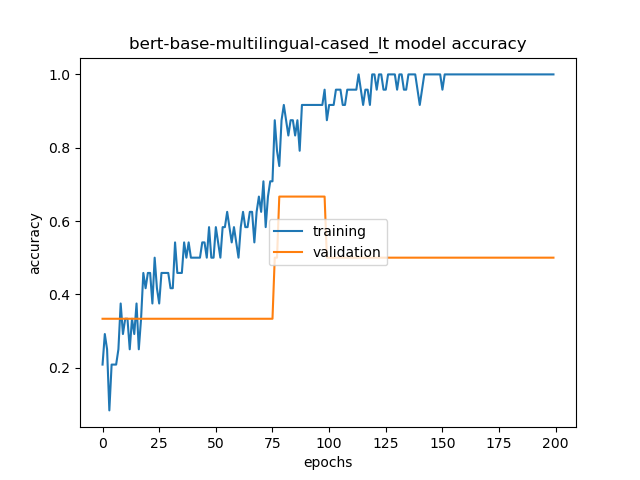 bert-base-multilingual-cased_lt model accuracy
1.0
0.8
0.6
0.4
0.2
accuracy
training
validation
0 25 50 75 100 125 150 175 200
epochs